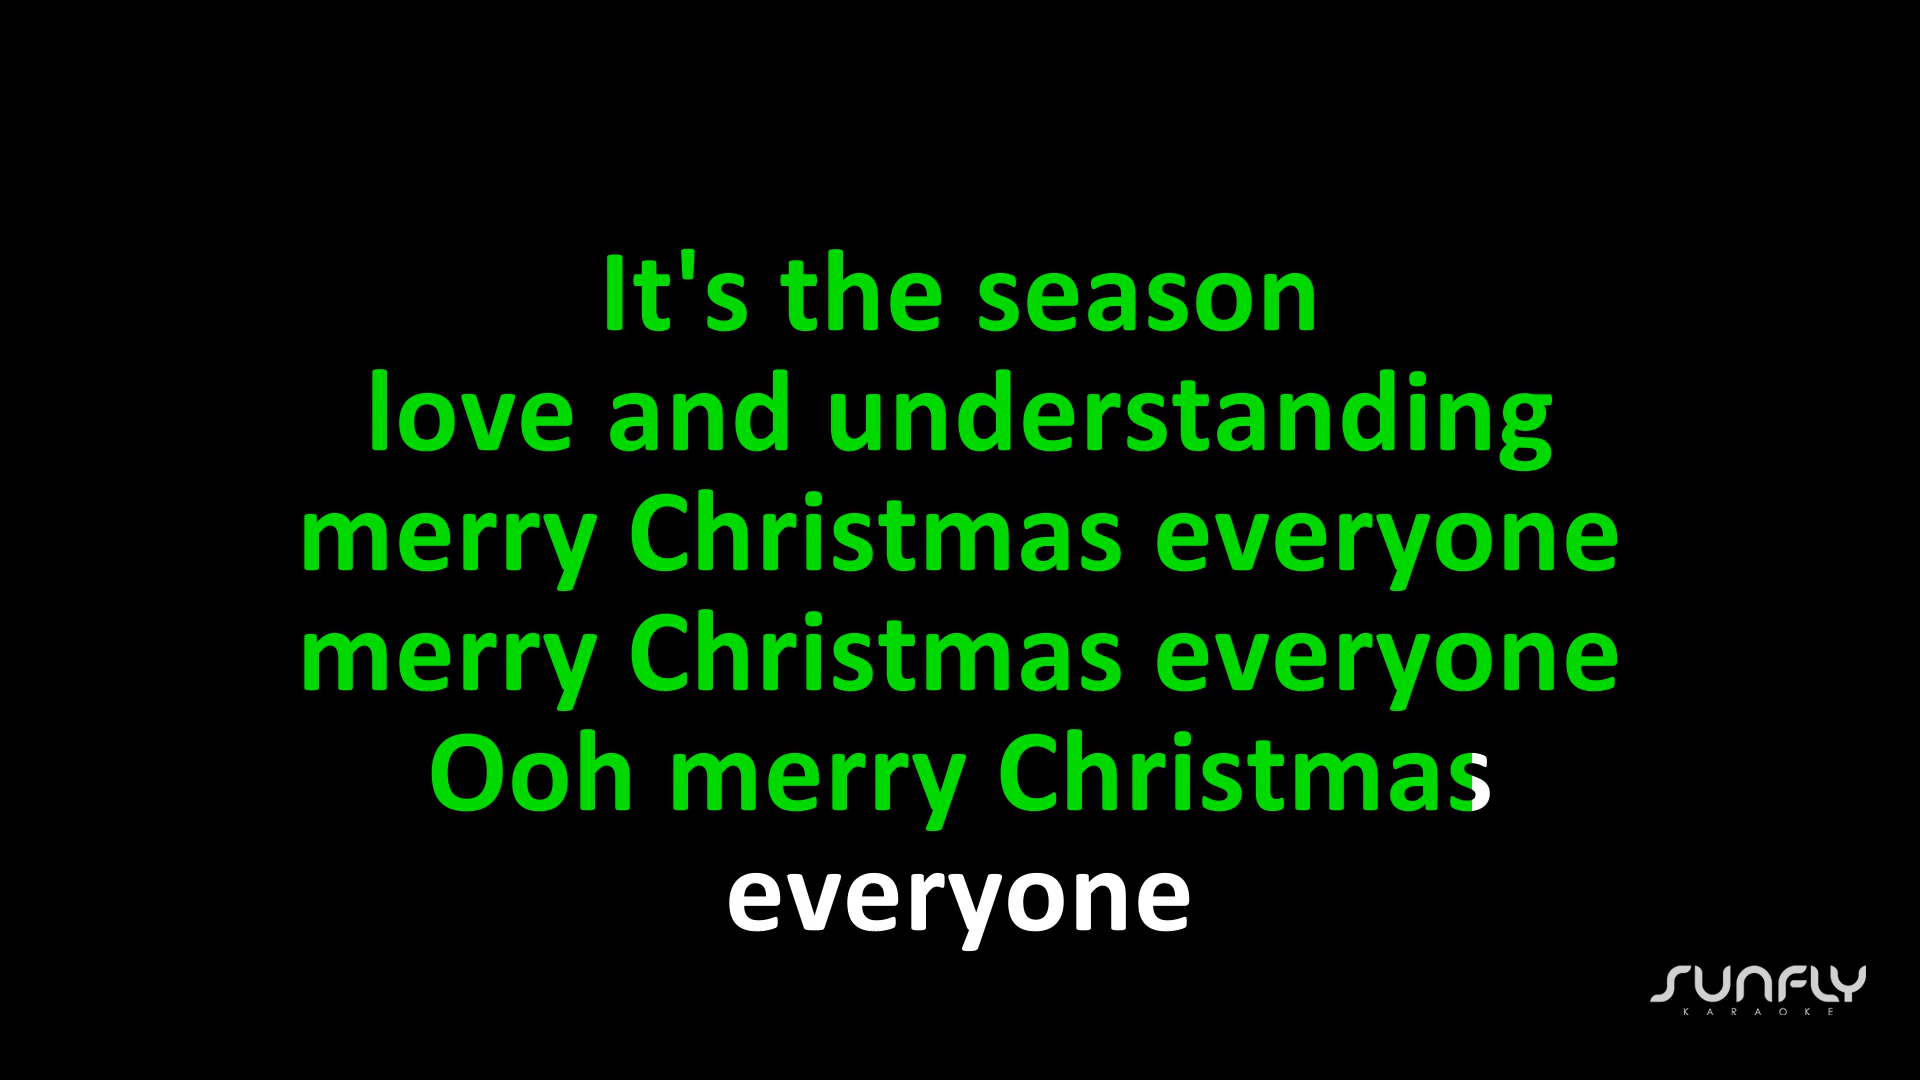 It's the season
love and understanding
merry Christmas everyone
merry Christmas everyone
Ooh merry Christmas
everyone
SUNFLY
KARAOKE